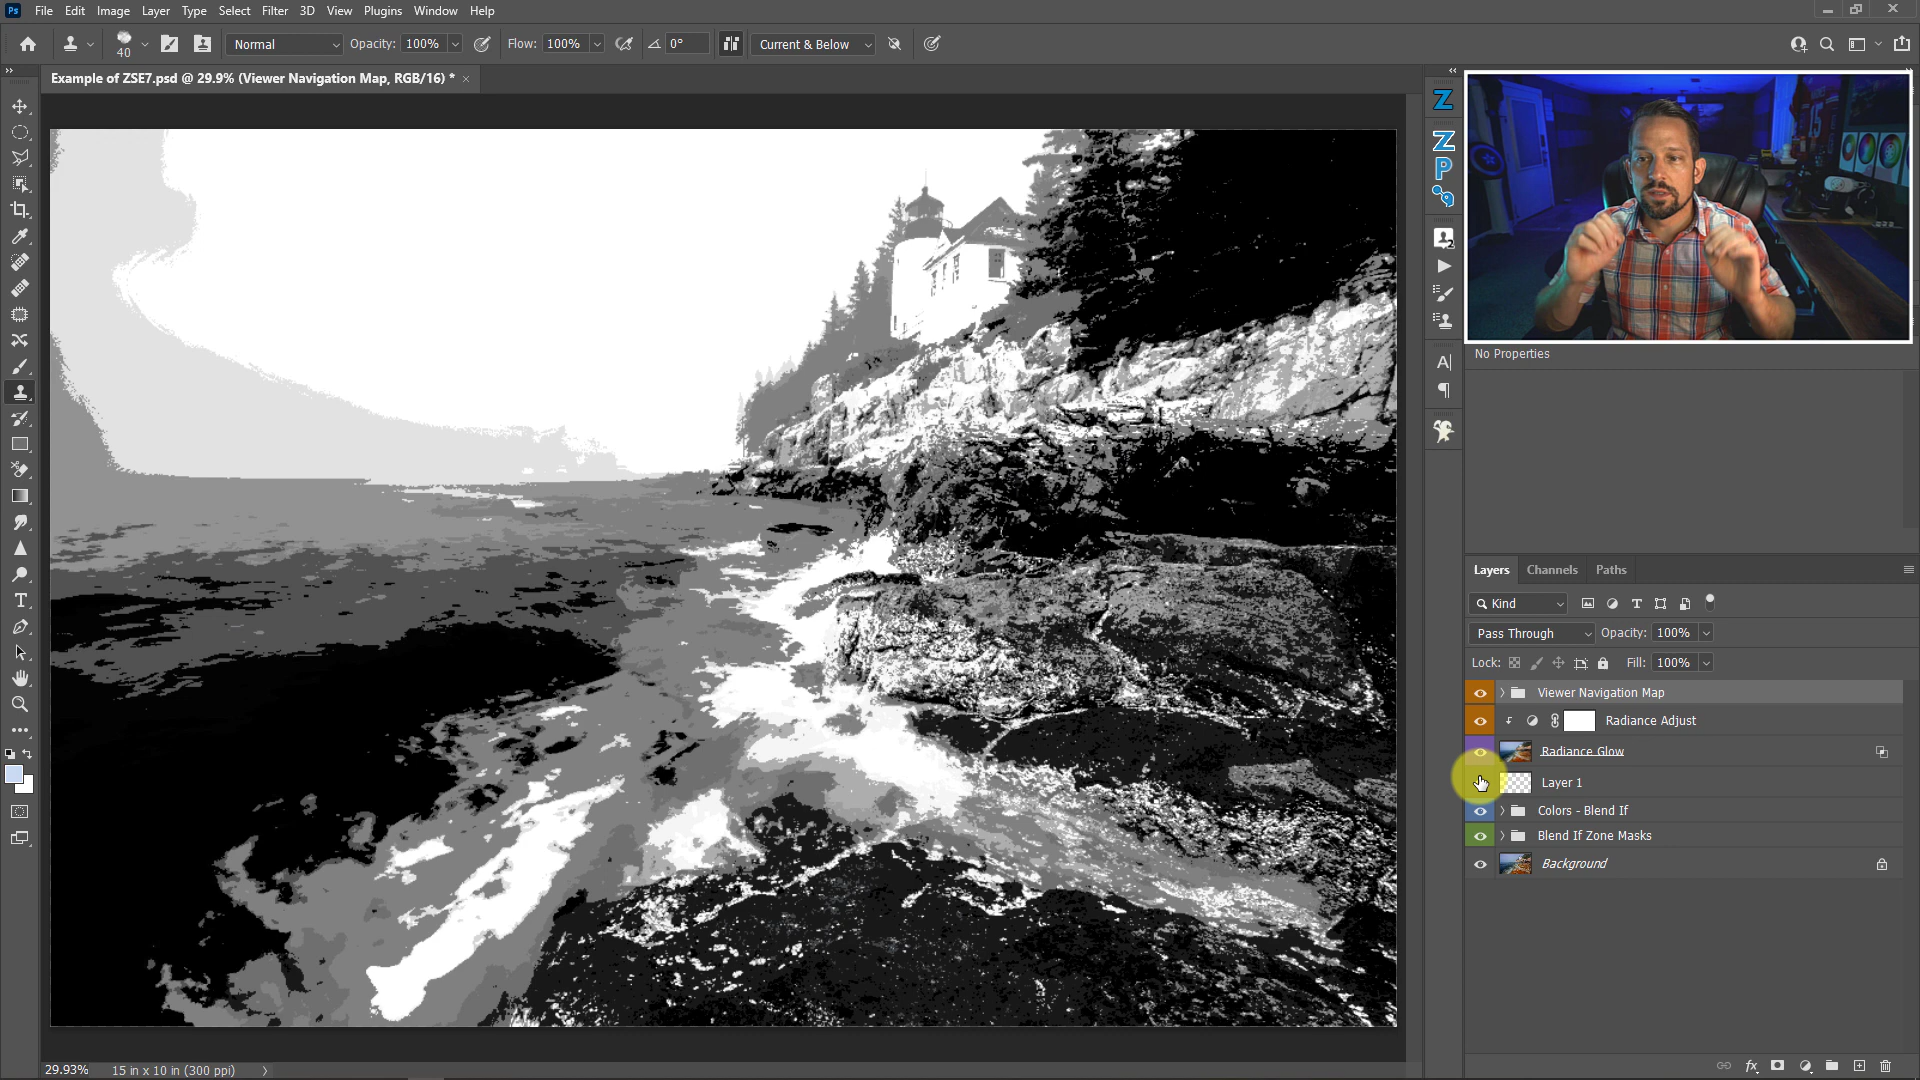 Ps File Edit Image Layer Type Select Filter 3D View Plugins Window Help
40 Normal Opacity: 100% Flow: 100% 0° Current & Below
Example of ZSE7.psd @ 29.9% (Viewer Navigation Map, RGB/16) * ×
Z
Z
P
No Properties
Layers Channels Paths
Kind
Pass Through Opacity: 100%
Lock: Fill: 100%
Viewer Navigation Map
Radiance Adjust
Radiance Glow
Layer 1
Colors - Blend If
Blend If Zone Masks
Background
29.93% 15 in x 10 in (300 ppi)